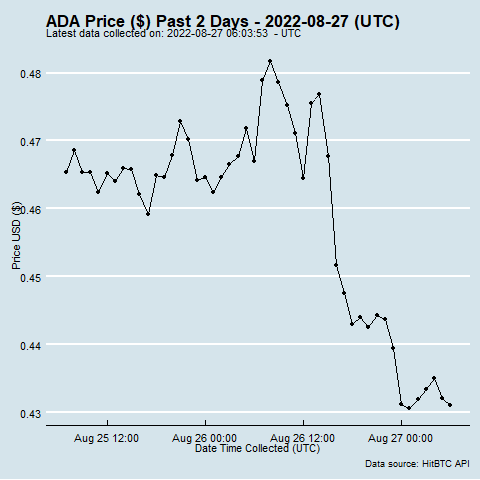 ADA Price ($) Past 2 Days - 2022-08-27 (UTC)
Latest data collected on: 2022-08-27 06:03:53  - UTC
0.48
0.47
0.46
0.45
0.44
0.43
Price USD ($)
Aug 25 12:00
Aug 26 00:00
Aug 26 12:00
Aug 27 00:00
Date Time Collected (UTC)
Data source: HitBTC API